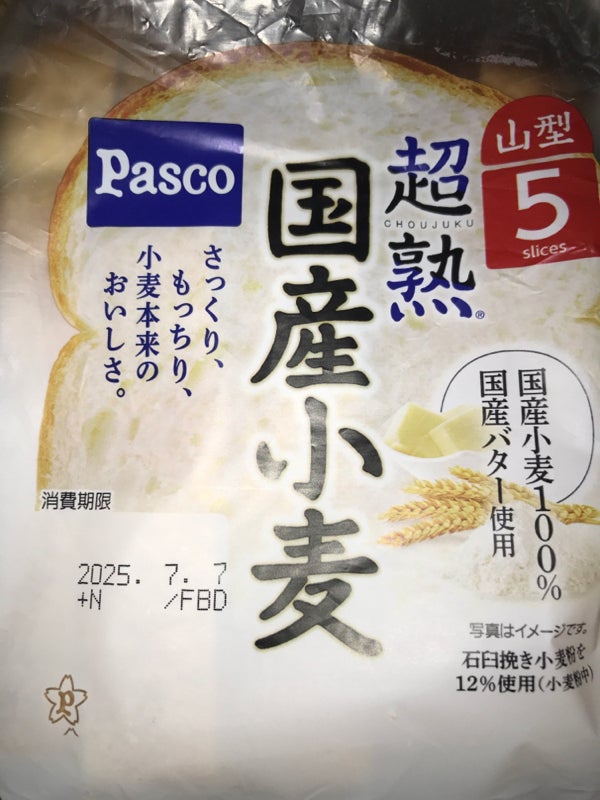 Pasco
超熟
CHOUJUKU
®
山型
5
slices
国産小麦
さっくり、
もっちり、
小麦本来の
おいしさ。
国産小麦100%
国産バター使用
消費期限
2025. 7. 7
+N /FBD
写真はイメージです。
石臼挽き小麦粉を
12%使用(小麦粉中)
P